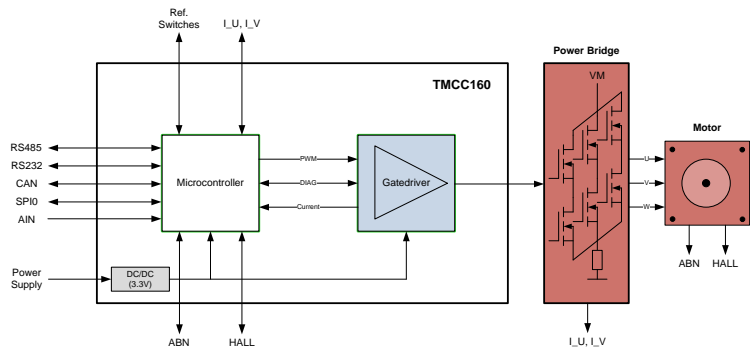 Ref.
Switches
I_U, I_V
Power Bridge
TMCC160
VM
Motor
RS485
RS232
CAN
SPI0
AIN
Microcontroller
PWM
DIAG
Current
Gatedriver
U
V
W
Power
Supply
DC/DC
(3.3V)
ABN
HALL
ABN
HALL
I_U, I_V